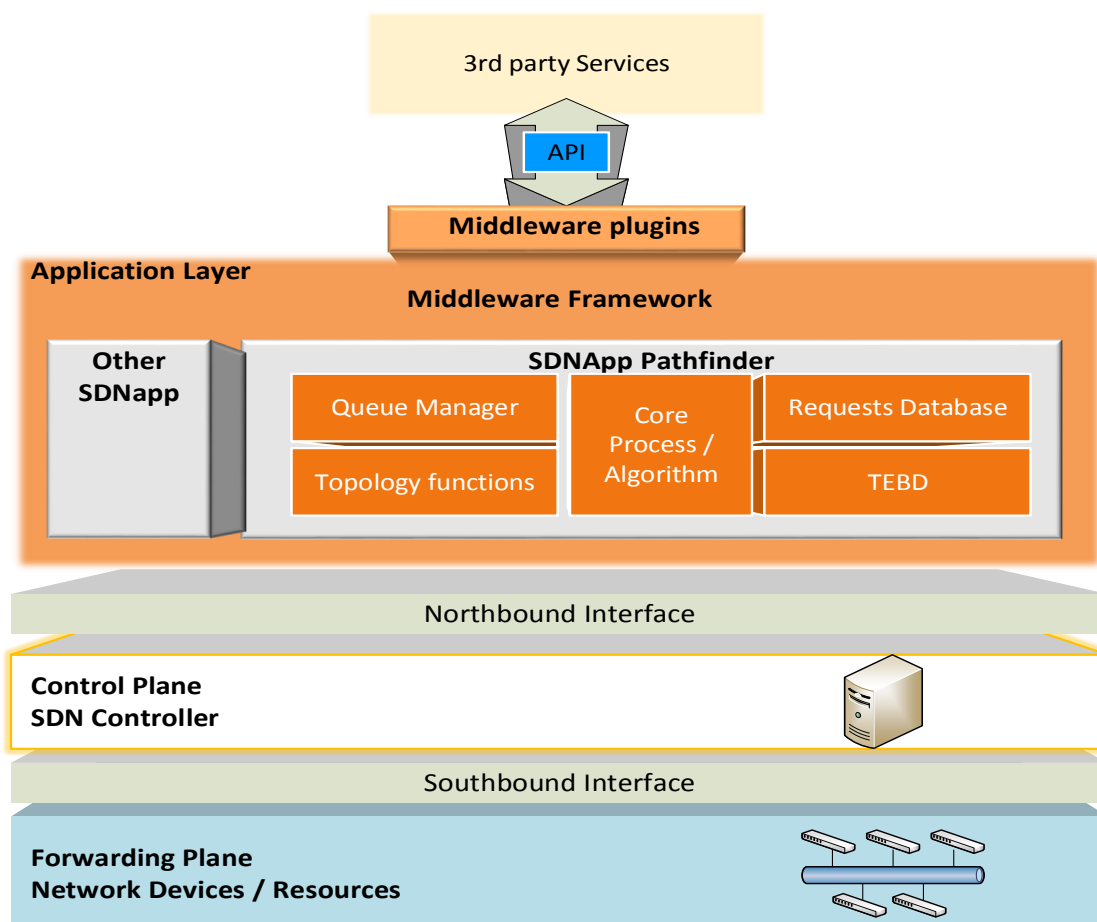 3rd party Services
API
Middleware plugins
Application Layer
Middleware Framework
Other
SDNapp
SDNApp Pathfinder
Queue Manager
Core
Process /
Algorithm
Requests Database
Topology functions
TEBD
Northbound Interface
Control Plane
SDN Controller
Southbound Interface
Forwarding Plane
Network Devices / Resources